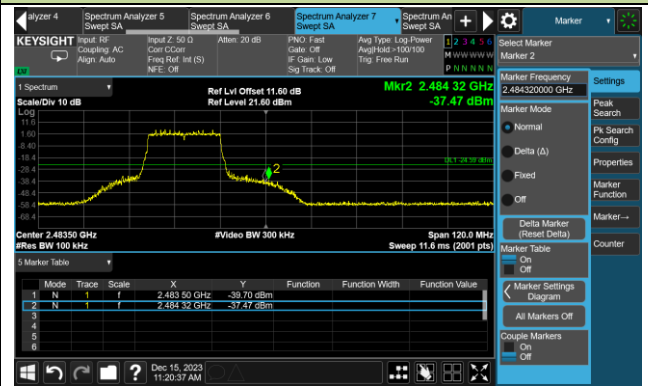 alyzer 4
Spectrum Analyzer 5
Swept SA
Spectrum Analyzer 6
Swept SA
Spectrum Analyzer 7
Swept SA
Spectrum An
Swept SA
Marker
KEYSIGHT
Input: RF
Coupling: AC
Align: Auto
Input Z: 50 Ω
Corr CCorr
Freq Ref: Int (S)
NFE: Off
Atten: 20 dB
PNO: Fast
Gate: Off
IF Gain: Low
Sig Track: Off
Avg Type: Log-Power
Avg|Hold >100/100
Trig: Free Run
1 2 3 4 5 6
M W W W W W
P N N N N N
Select Marker
Marker 2
1 Spectrum
Scale/Div 10 dB
Ref Lvl Offset 11.60 dB
Ref Level 21.60 dBm
Mkr2 2.484 32 GHz
-37.47 dBm
Log
11.6
1.60
-8.40
-18.4
-28.4
-38.4
-48.4
-58.4
-68.4
2
Center 2.48350 GHz
#Res BW 100 kHz
#Video BW 300 kHz
Span 120.0 MHz
Sweep 11.6 ms (2001 pts)
5 Marker Table
Mode Trace Scale X Y Function Function Width Function Value
1 N 1 f 2.483 50 GHz -39.70 dBm
2 N 1 f 2.484 32 GHz -37.47 dBm
3
4
5
6
Marker Frequency
2.484320000 GHz
Marker Mode
Normal
Delta (Δ)
Fixed
Off
Delta Marker
(Reset Delta)
Marker Table
On
Off
Marker Settings
Diagram
All Markers Off
Couple Markers
On
Off
Settings
Peak
Search
Pk Search
Config
Properties
Marker
Function
Marker→
Counter
Dec 15, 2023
11:20:37 AM